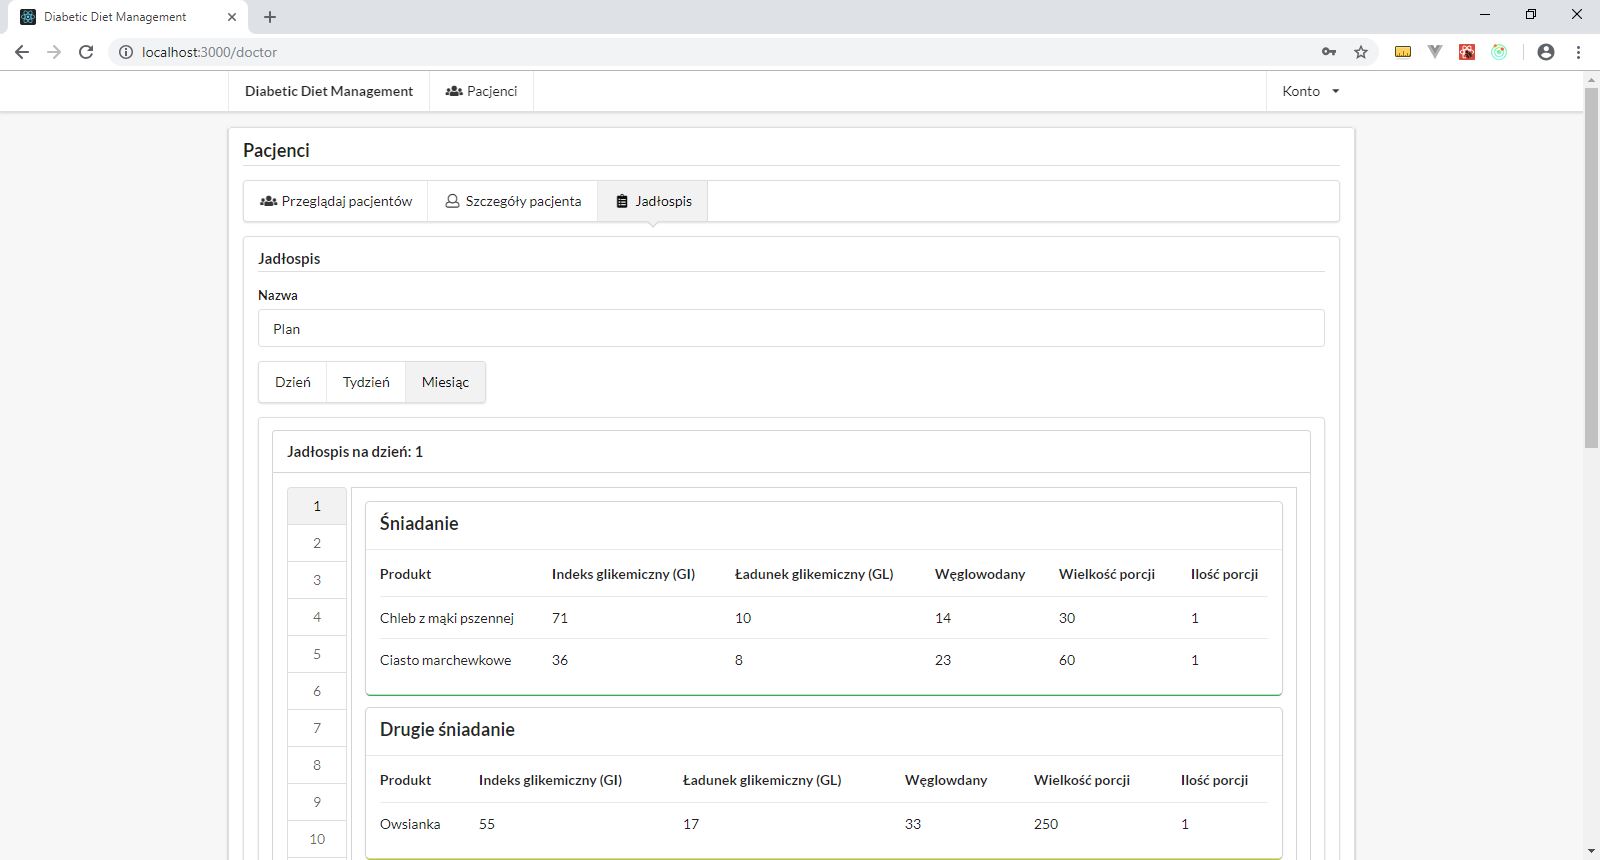 Diabetic Diet Management
localhost:3000/doctor
Diabetic Diet Management Pacjenci Konto
Pacjenci
Przeglądaj pacjentów Szczegóły pacjenta Jadłospis
Jadłospis
Nazwa
Plan
Dzień Tydzień Miesiąc
Jadłospis na dzień: 1
1
2
3
4
5
6
7
8
9
10
Śniadanie
Produkt Indeks glikemiczny (GI) Ładunek glikemiczny (GL) Węglowodany Wielkość porcji Ilość porcji
Chleb z mąki pszennej 71 10 14 30 1
Ciasto marchewkowe 36 8 23 60 1
Drugie śniadanie
Produkt Indeks glikemiczny (GI) Ładunek glikemiczny (GL) Węglowdany Wielkość porcji Ilość porcji
Owsianka 55 17 33 250 1